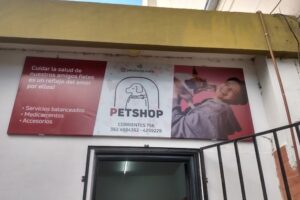 Cuidar la salud de
nuestros amigos fieles
es un reflejo del amor
por ellos!
• Servicios balanceados
• Medicamentos
• Accesorios
PETSHOP
CORRIENTES 756